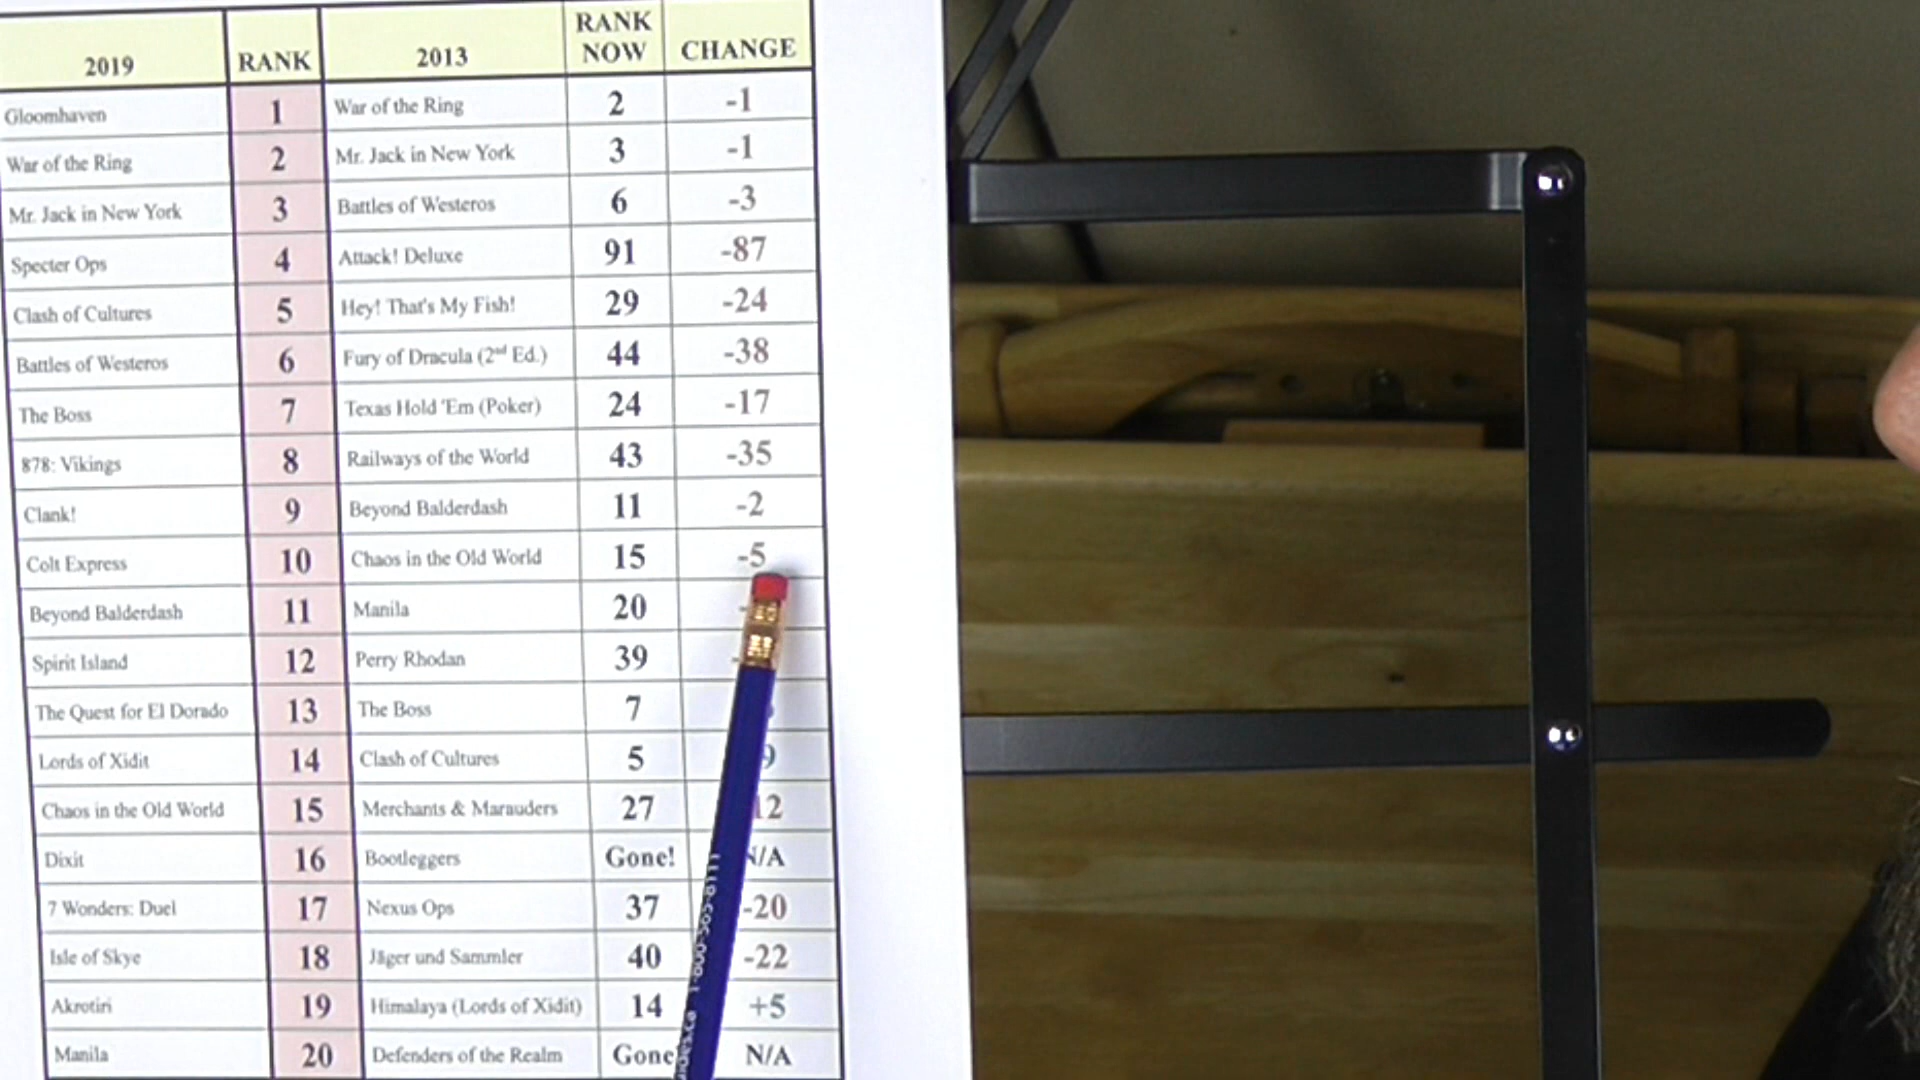 2019 RANK 2013 RANK NOW CHANGE
Gloomhaven 1 War of the Ring 2 -1
War of the Ring 2 Mr. Jack in New York 3 -1
Mr. Jack in New York 3 Battles of Westeros 6 -3
Specter Ops 4 Attack! Deluxe 91 -87
Clash of Cultures 5 Hey! That's My Fish! 29 -24
Battles of Westeros 6 Fury of Dracula (2nd Ed.) 44 -38
The Boss 7 Texas Hold 'Em (Poker) 24 -17
878: Vikings 8 Railways of the World 43 -35
Clank! 9 Beyond Balderdash 11 -2
Colt Express 10 Chaos in the Old World 15 -5
Beyond Balderdash 11 Manila 20
Spirit Island 12 Perry Rhodan 39
The Quest for El Dorado 13 The Boss 7
Lords of Xidit 14 Clash of Cultures 5 9
Chaos in the Old World 15 Merchants & Marauders 27 12
Dixit 16 Bootleggers Gone! N/A
7 Wonders: Duel 17 Nexus Ops 37 -20
Isle of Skye 18 Jäger und Sammler 40 -22
Akrotiri 19 Himalaya (Lords of Xidit) 14 +5
Manila 20 Defenders of the Realm Gone N/A